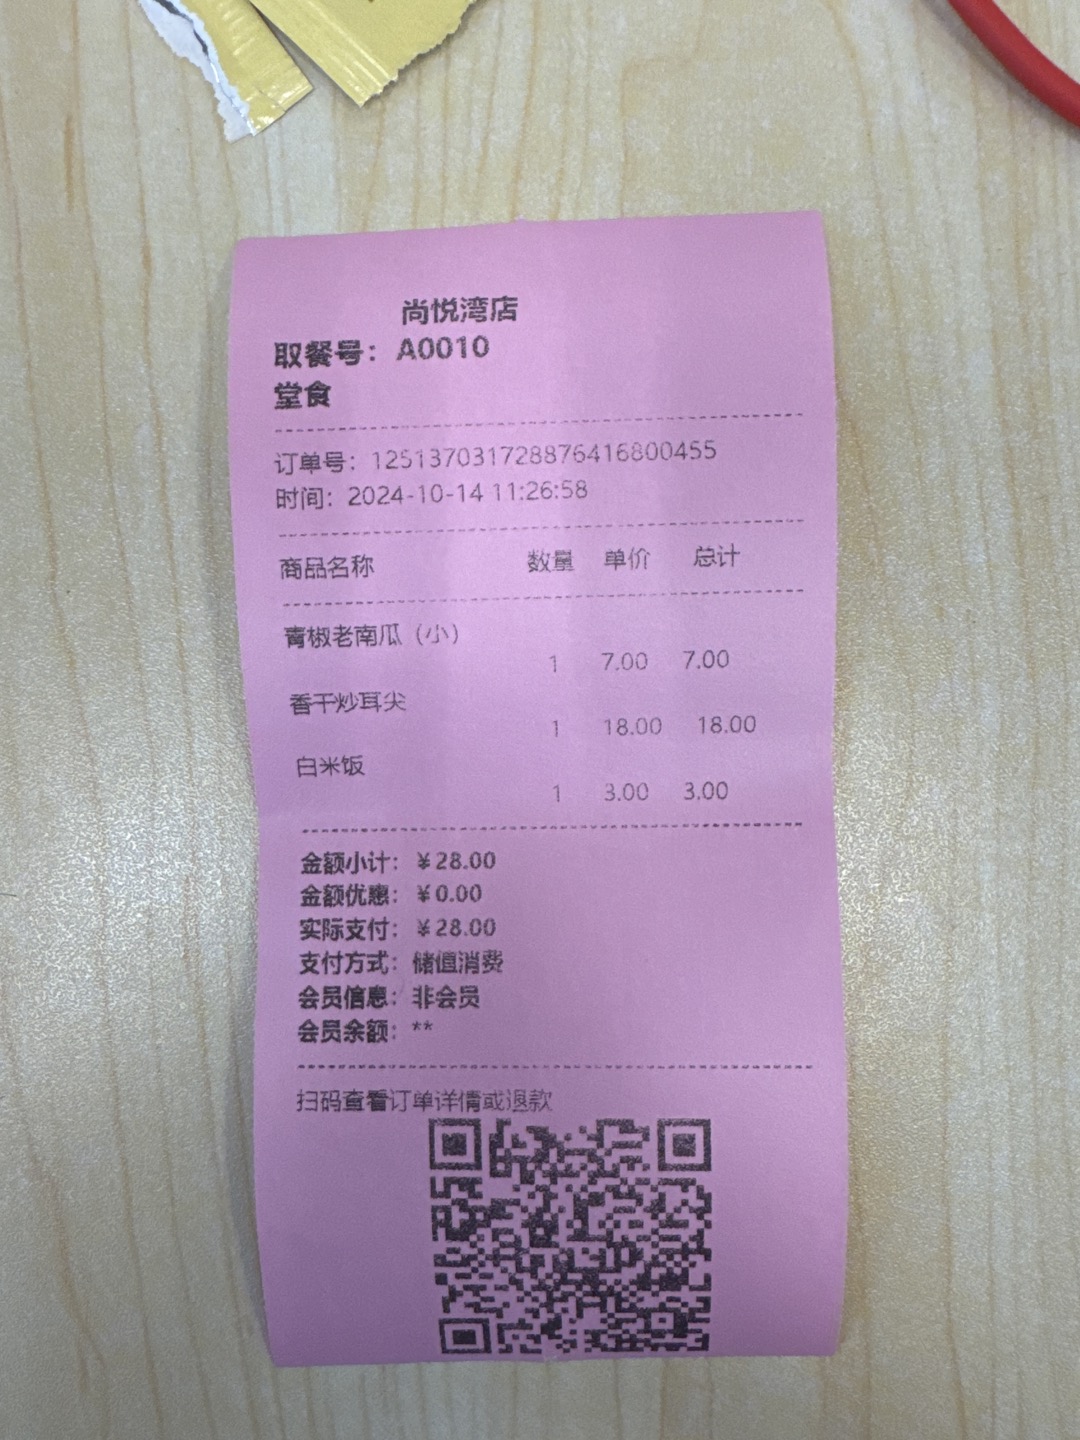 尚悦湾店
取餐号：A0010
堂食
订单号：125137031728876416800455
时间：2024-10-14 11:26:58
商品名称 数量 单价 总计
青椒老南瓜（小）
1 7.00 7.00
香干炒耳尖
1 18.00 18.00
白米饭
1 3.00 3.00
金额小计：￥28.00
金额优惠：￥0.00
实际支付：￥28.00
支付方式：储值消费
会员信息：非会员
会员余额：**
扫码查看订单详情或退款